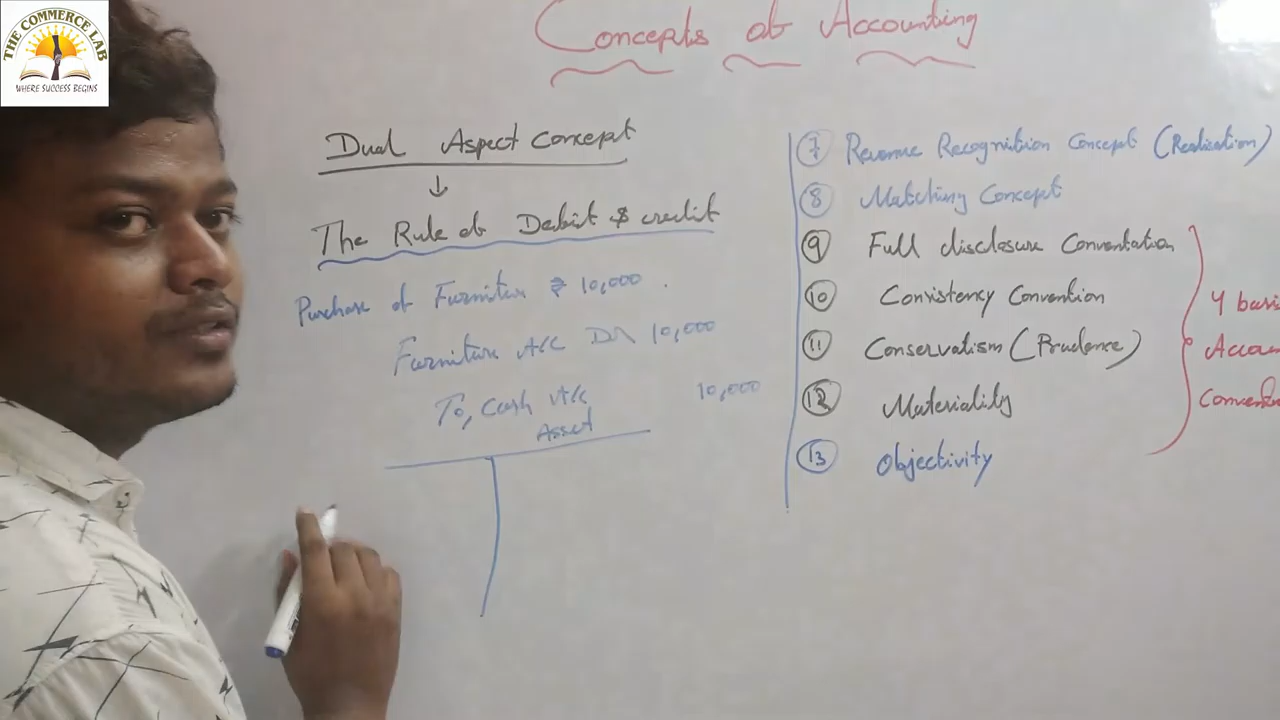 THE COMMERCE LAB
WHERE SUCCESS BEGINS
Concepts of Accounting
Dual Aspect Concept
↓
The Rule of Debit & credit
Purchase of Furniture ₹ 10,000.
Furniture A/c Dr 10,000
To, Cash A/c 10,000
Asset
7 Revenue Recognition Concept (Realization)
8 Matching Concept
9 Full disclosure Conventation
10 Consistency Convention
11 Conservatism (Prudence)
12 Materiality
13 Objectivity
4 basi
Accou
Conven